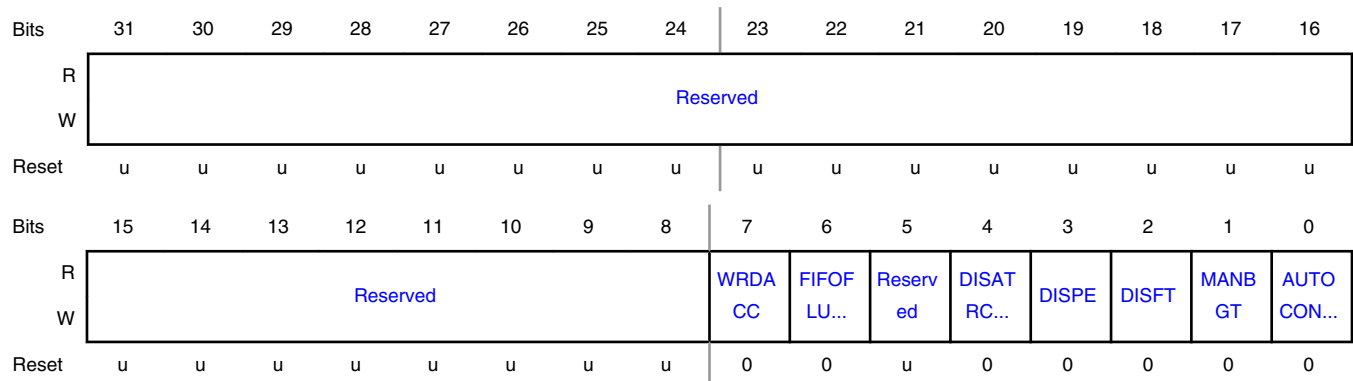 Bits 31 30 29 28 27 26 25 24 23 22 21 20 19 18 17 16
R
Reserved
W
Reset u u u u u u u u u u u u u u u u
Bits 15 14 13 12 11 10 9 8 7 6 5 4 3 2 1 0
R
Reserved
W
WRDA
CC
FIFOF
LU...
Reserv
ed
DISAT
RC...
DISPE
DISFT
MANB
GT
AUTO
CON...
Reset u u u u u u u u 0 0 u 0 0 0 0 0